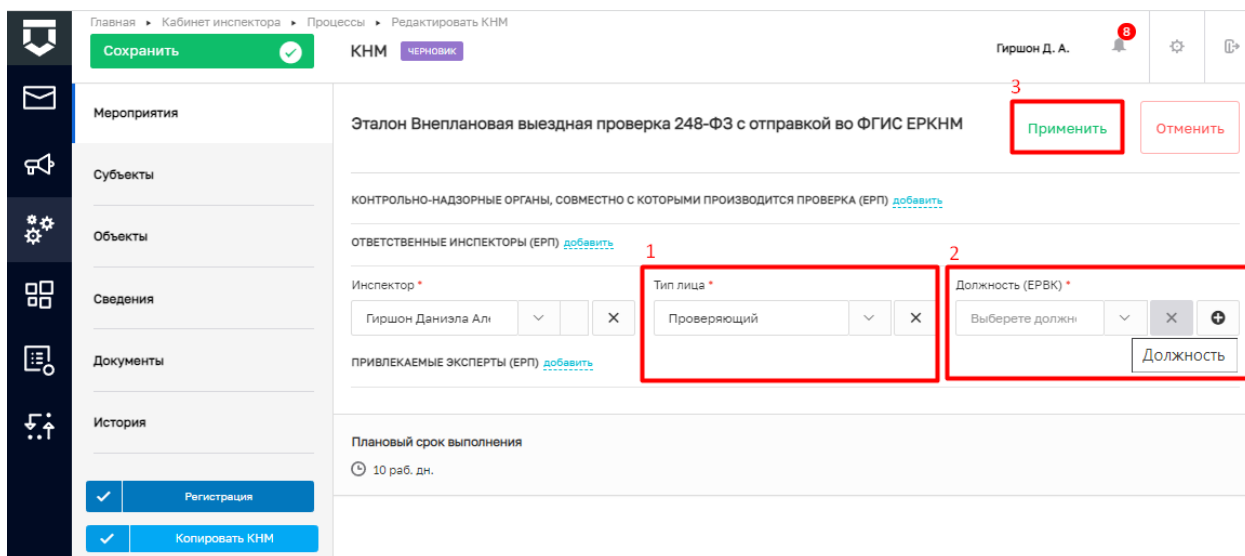 Главная ▸ Кабинет инспектора ▸ Процессы ▸ Редактировать КНМ
Сохранить
КНМ ЧЕРНОВИК
Гиршон Д. А.
8
Мероприятия
Субъекты
Объекты
Сведения
Документы
История
Регистрация
Копировать КНМ
Эталон Внеплановая выездная проверка 248-ФЗ с отправкой во ФГИС ЕРКНМ
3
Применить
Отменить
КОНТРОЛЬНО-НАДЗОРНЫЕ ОРГАНЫ, СОВМЕСТНО С КОТОРЫМИ ПРОИЗВОДИТСЯ ПРОВЕРКА (ЕРП) добавить
ОТВЕТСТВЕННЫЕ ИНСПЕКТОРЫ (ЕРП) добавить
1
2
Инспектор *
Тип лица *
Должность (ЕРВК) *
Гиршон Даниэла Але
Проверяющий
Выберете должн
Должность
ПРИВЛЕКАЕМЫЕ ЭКСПЕРТЫ (ЕРП) добавить
Плановый срок выполнения
10 раб. дн.